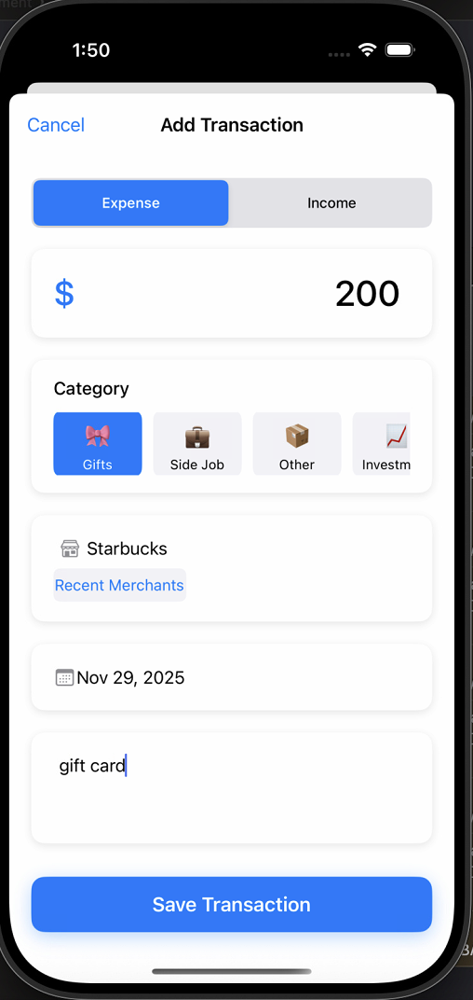 1:50
Cancel Add Transaction
Expense Income
$ 200
Category
Gifts Side Job Other Investm
Starbucks
Recent Merchants
Nov 29, 2025
gift card
Save Transaction